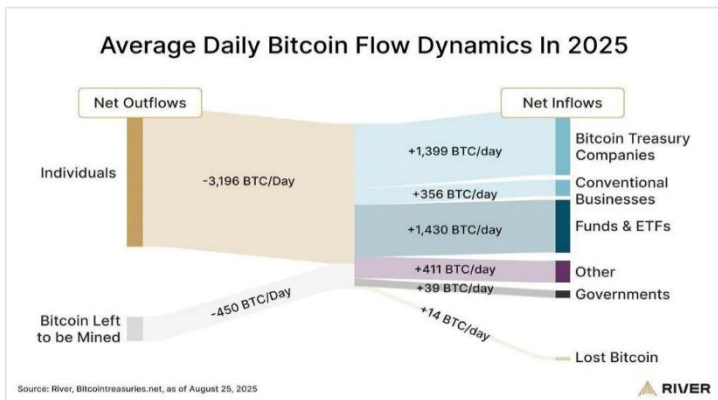 Average Daily Bitcoin Flow Dynamics In 2025
Net Outflows
Net Inflows
Individuals
-3,196 BTC/Day
Bitcoin Left
to be Mined
-450 BTC/Day
+1,399 BTC/day
Bitcoin Treasury
Companies
+356 BTC/day
Conventional
Businesses
+1,430 BTC/day
Funds & ETFs
+411 BTC/day
Other
+39 BTC/day
Governments
+14 BTC/day
Lost Bitcoin
Source: River, Bitcointreasuries.net, as of August 25, 2025
RIVER